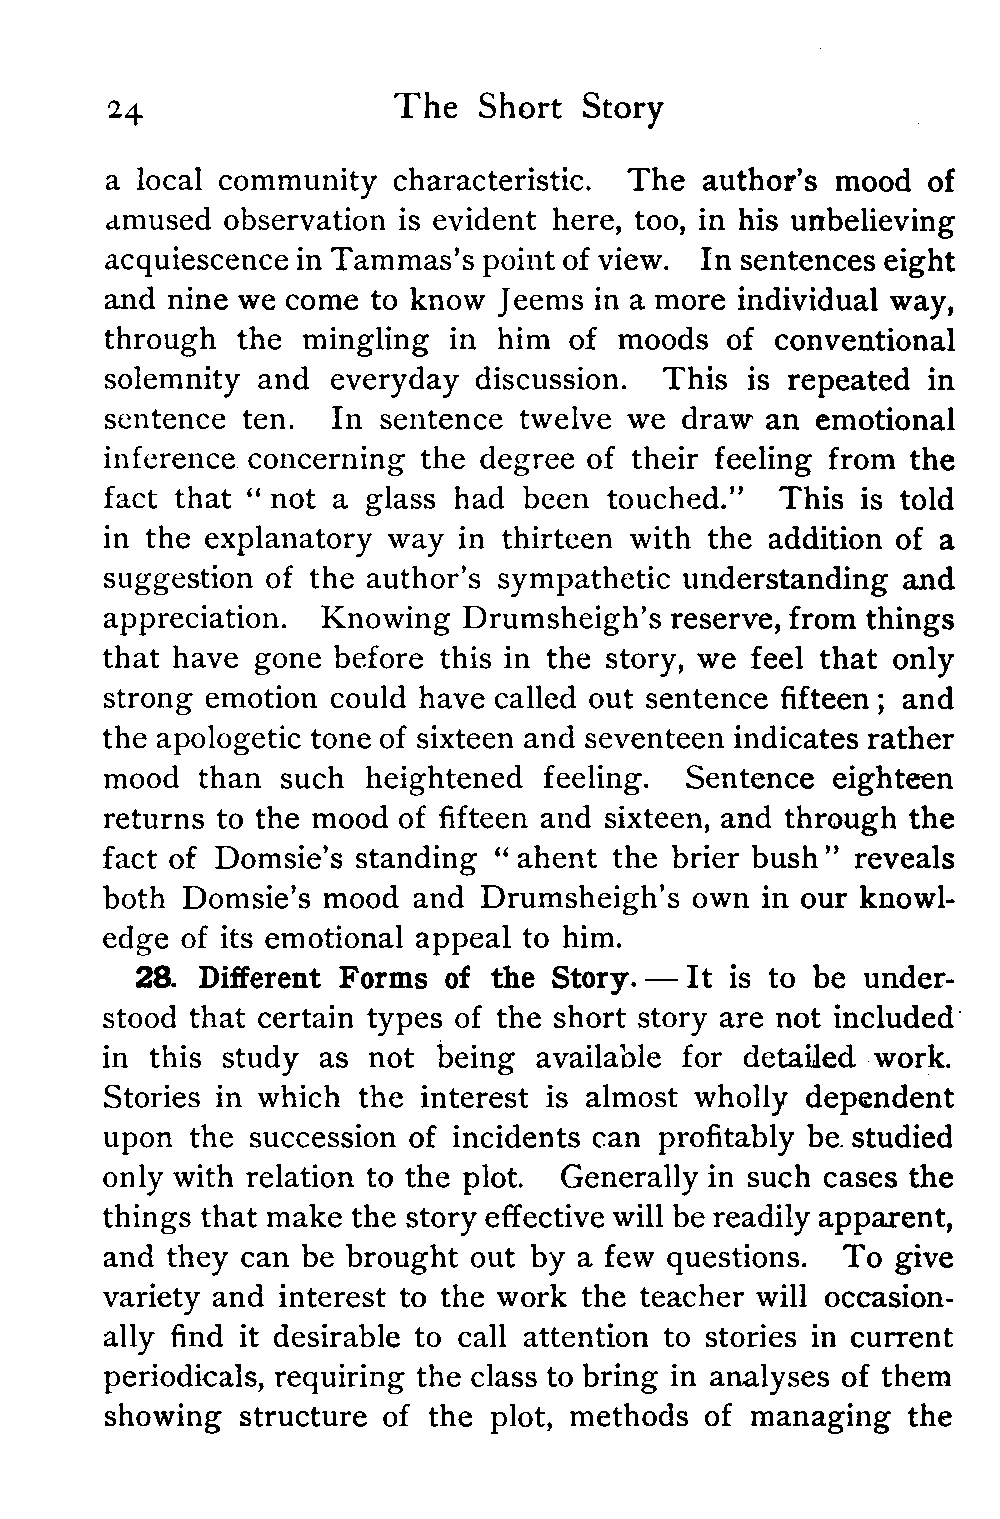 24 The Short Story
a local community characteristic. The author's mood of
amused observation is evident here, too, in his unbelieving
acquiescence in Tammas's point of view. In sentences eight
and nine we come to know Jeems in a more individual way,
through the mingling in him of moods of conventional
solemnity and everyday discussion. This is repeated in
sentence ten. In sentence twelve we draw an emotional
inference concerning the degree of their feeling from the
fact that "not a glass had been touched." This is told
in the explanatory way in thirteen with the addition of a
suggestion of the author's sympathetic understanding and
appreciation. Knowing Drumsheigh's reserve, from things
that have gone before this in the story, we feel that only
strong emotion could have called out sentence fifteen; and
the apologetic tone of sixteen and seventeen indicates rather
mood than such heightened feeling. Sentence eighteen
returns to the mood of fifteen and sixteen, and through the
fact of Domsie's standing "ahent the brier bush" reveals
both Domsie's mood and Drumsheigh's own in our knowl-
edge of its emotional appeal to him.
28. Different Forms of the Story. — It is to be under-
stood that certain types of the short story are not included
in this study as not being available for detailed work.
Stories in which the interest is almost wholly dependent
upon the succession of incidents can profitably be studied
only with relation to the plot. Generally in such cases the
things that make the story effective will be readily apparent,
and they can be brought out by a few questions. To give
variety and interest to the work the teacher will occasion-
ally find it desirable to call attention to stories in current
periodicals, requiring the class to bring in analyses of them
showing structure of the plot, methods of managing the